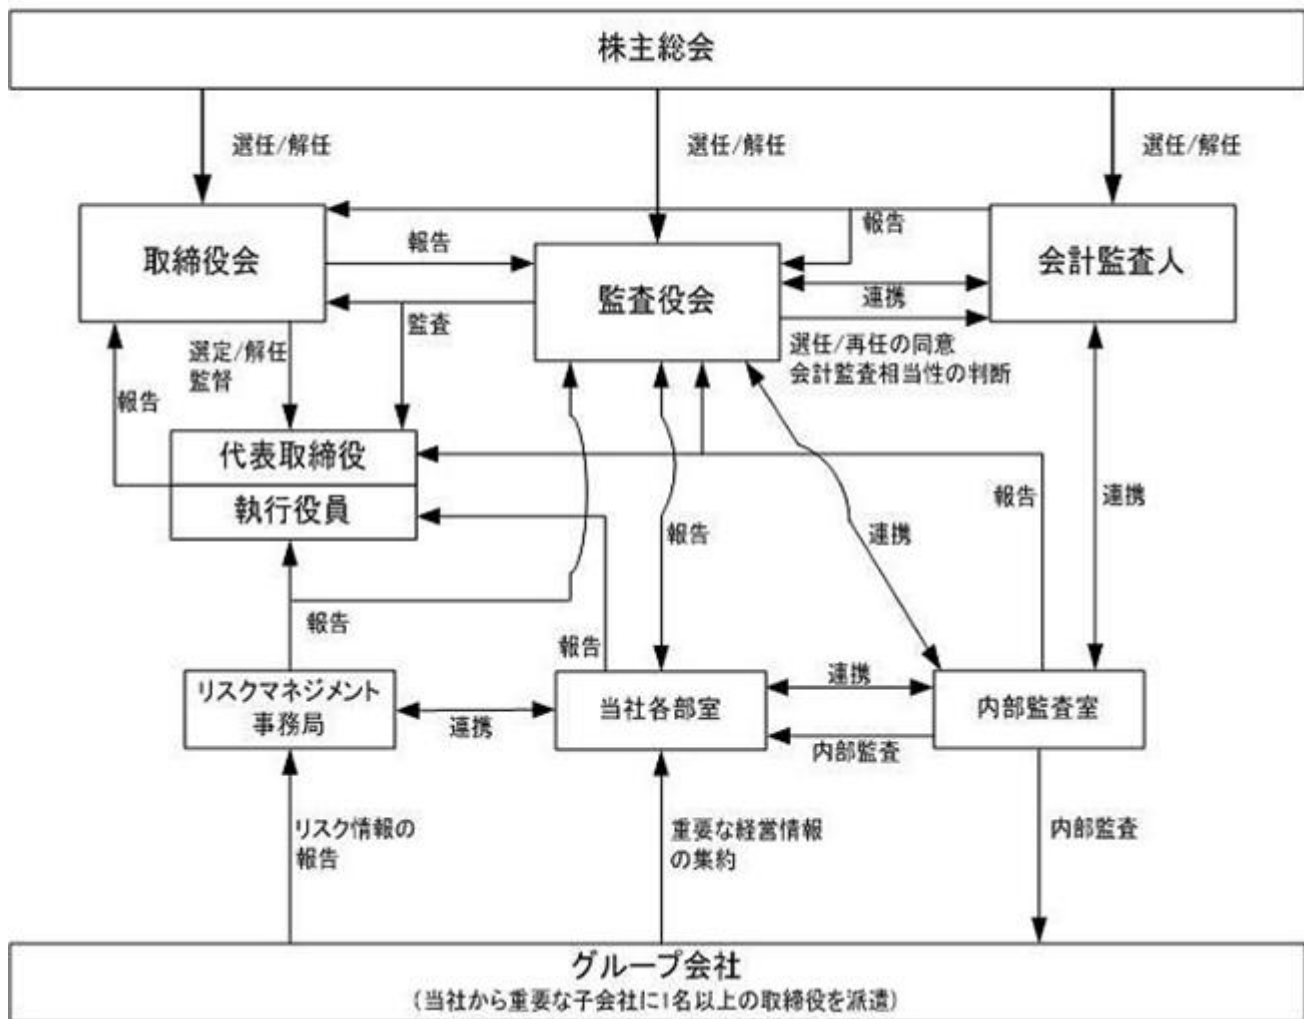 株主総会
選任/解任
選任/解任
選任/解任
取締役会
報告
監査役会
報告
会計監査人
連携
監査
選任/再任の同意
会計監査相当性の判断
選定/解任
監督
報告
代表取締役
執行役員
報告
連携
報告
連携
報告
報告
リスクマネジメント
事務局
連携
当社各部室
連携
内部監査
内部監査室
リスク情報の
報告
重要な経営情報
の集約
内部監査
グループ会社
（当社から重要な子会社に1名以上の取締役を派遣）